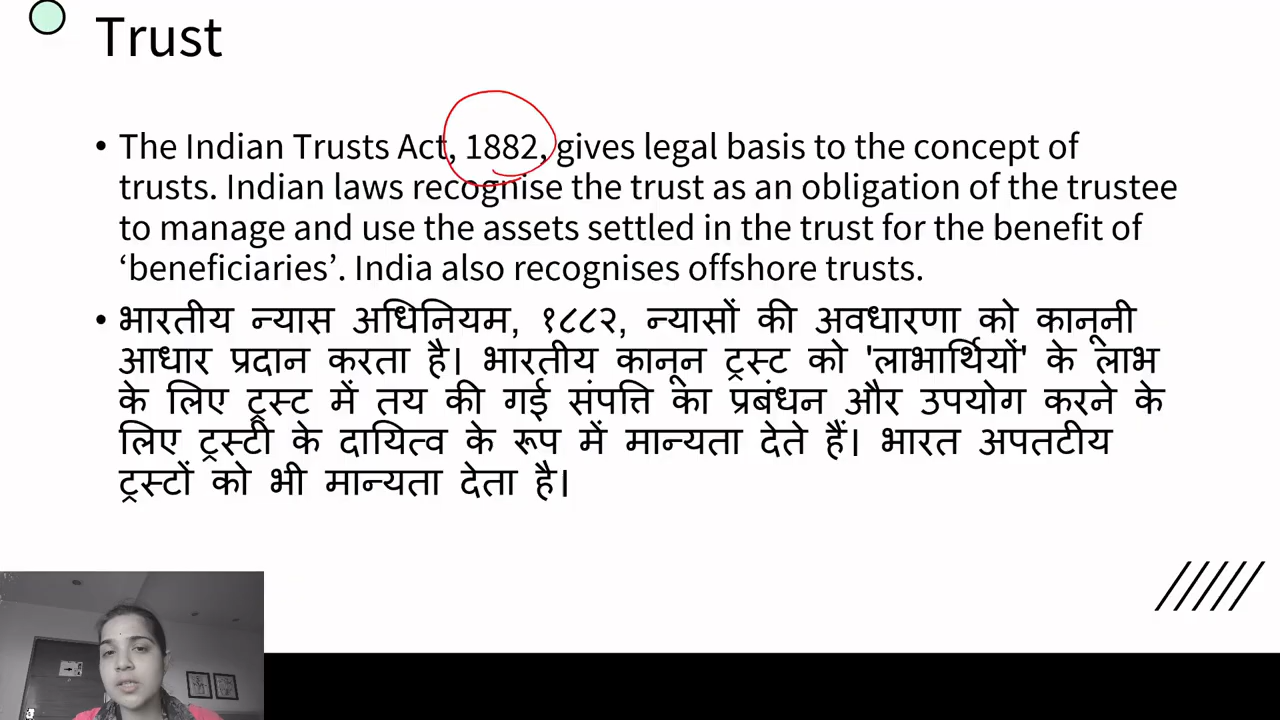 Trust
• The Indian Trusts Act, 1882, gives legal basis to the concept of
trusts. Indian laws recognise the trust as an obligation of the trustee
to manage and use the assets settled in the trust for the benefit of
‘beneficiaries’. India also recognises offshore trusts.
• भारतीय न्यास अधिनियम, १८८२, न्यासों की अवधारणा को कानूनी
आधार प्रदान करता है। भारतीय कानून ट्रस्ट को 'लाभार्थियों' के लाभ
के लिए ट्रस्ट में तय की गई संपत्ति का प्रबंधन और उपयोग करने के
लिए ट्रस्टी के दायित्व के रूप में मान्यता देते हैं। भारत अपतटीय
ट्रस्टों को भी मान्यता देता है।